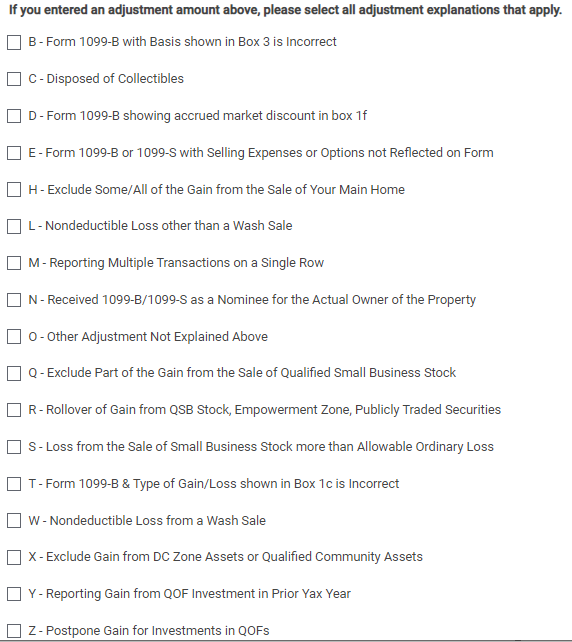 If you entered an adjustment amount above, please select all adjustment explanations that apply.
B - Form 1099-B with Basis shown in Box 3 is Incorrect
C - Disposed of Collectibles
D - Form 1099-B showing accrued market discount in box 1f
E - Form 1099-B or 1099-S with Selling Expenses or Options not Reflected on Form
H - Exclude Some/All of the Gain from the Sale of Your Main Home
L - Nondeductible Loss other than a Wash Sale
M - Reporting Multiple Transactions on a Single Row
N - Received 1099-B/1099-S as a Nominee for the Actual Owner of the Property
O - Other Adjustment Not Explained Above
Q - Exclude Part of the Gain from the Sale of Qualified Small Business Stock
R - Rollover of Gain from QSB Stock, Empowerment Zone, Publicly Traded Securities
S - Loss from the Sale of Small Business Stock more than Allowable Ordinary Loss
T - Form 1099-B & Type of Gain/Loss shown in Box 1c is Incorrect
W - Nondeductible Loss from a Wash Sale
X - Exclude Gain from DC Zone Assets or Qualified Community Assets
Y - Reporting Gain from QOF Investment in Prior Yax Year
Z - Postpone Gain for Investments in QOFs